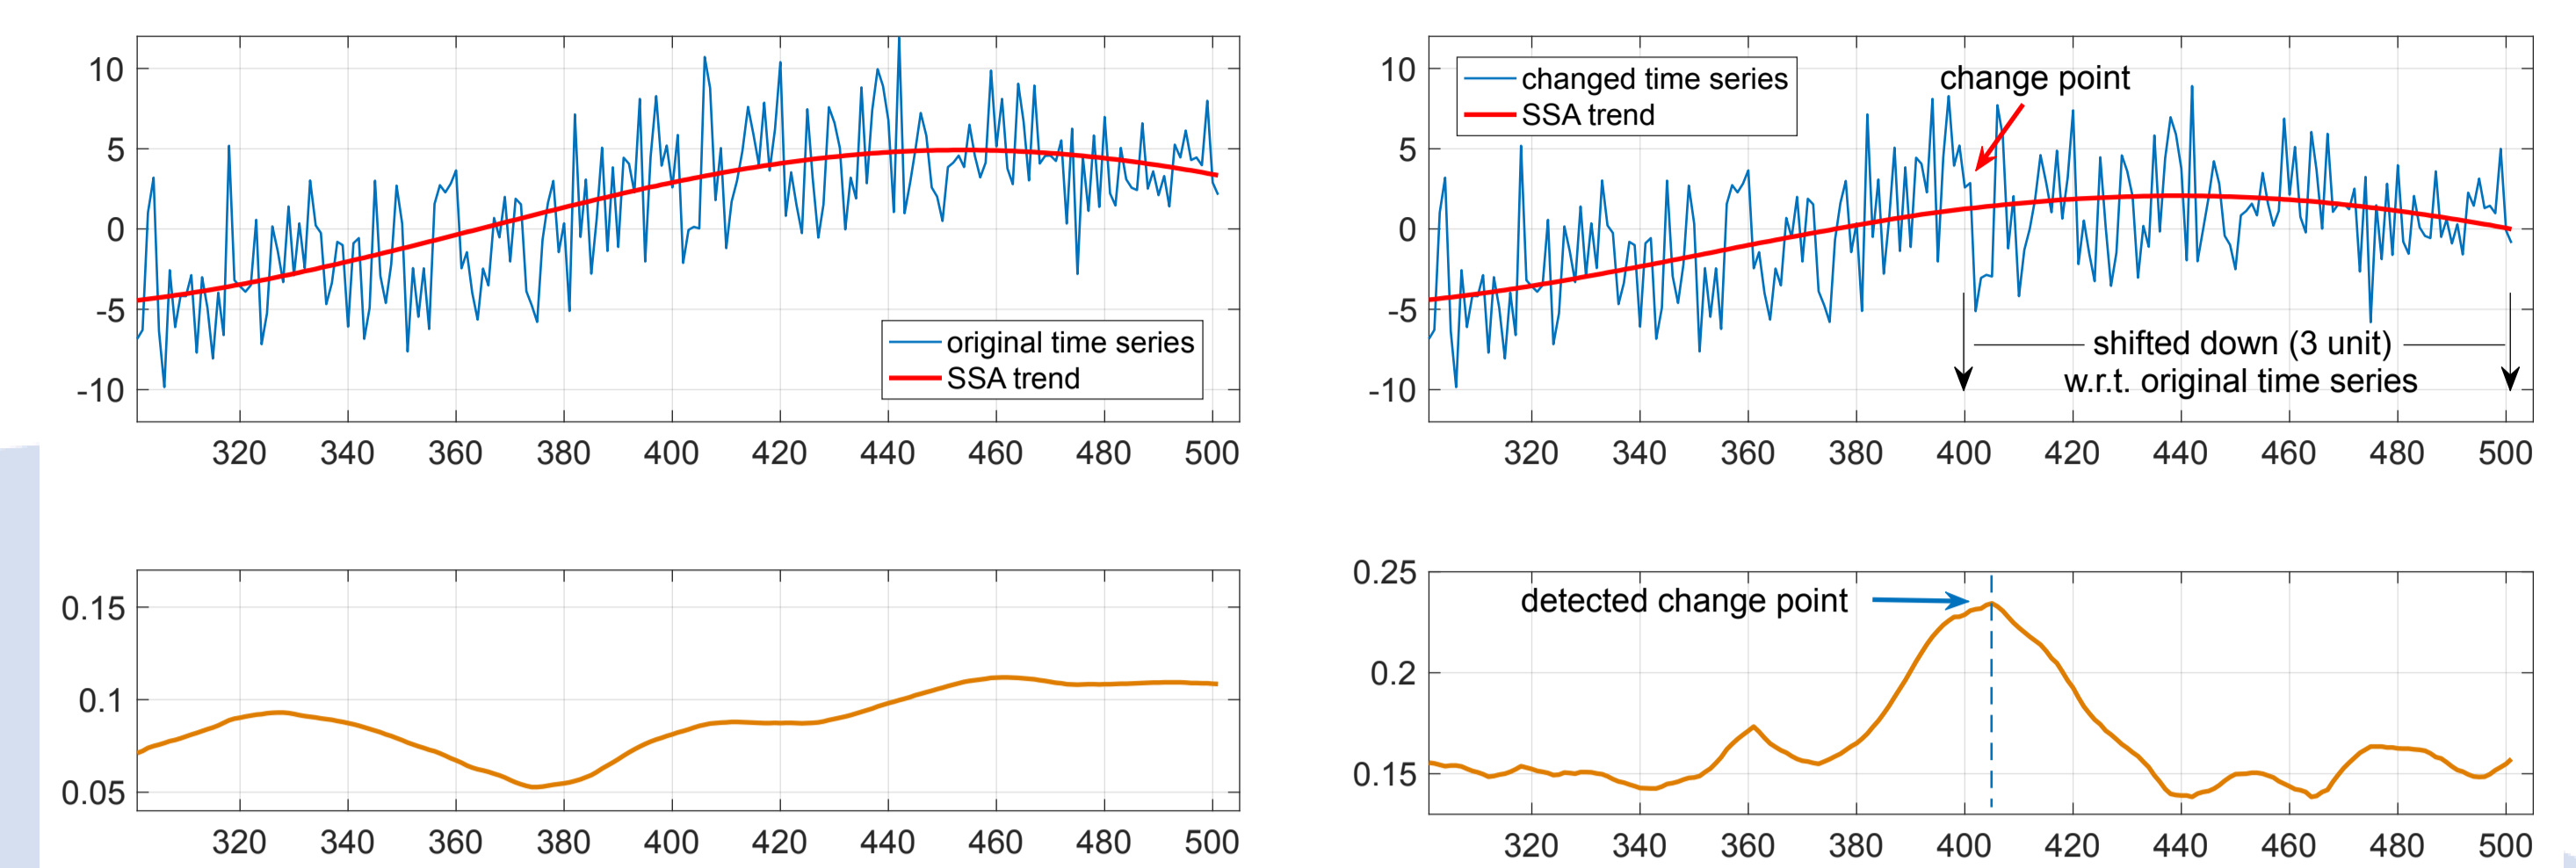 10
5
0
-5
-10
original time series
SSA trend
320 340 360 380 400 420 440 460 480 500
10
5
0
-5
-10
changed time series
SSA trend
change point
shifted down (3 unit)
w.r.t. original time series
320 340 360 380 400 420 440 460 480 500
0.15
0.1
0.05
320 340 360 380 400 420 440 460 480 500
0.25
0.2
0.15
detected change point
320 340 360 380 400 420 440 460 480 500